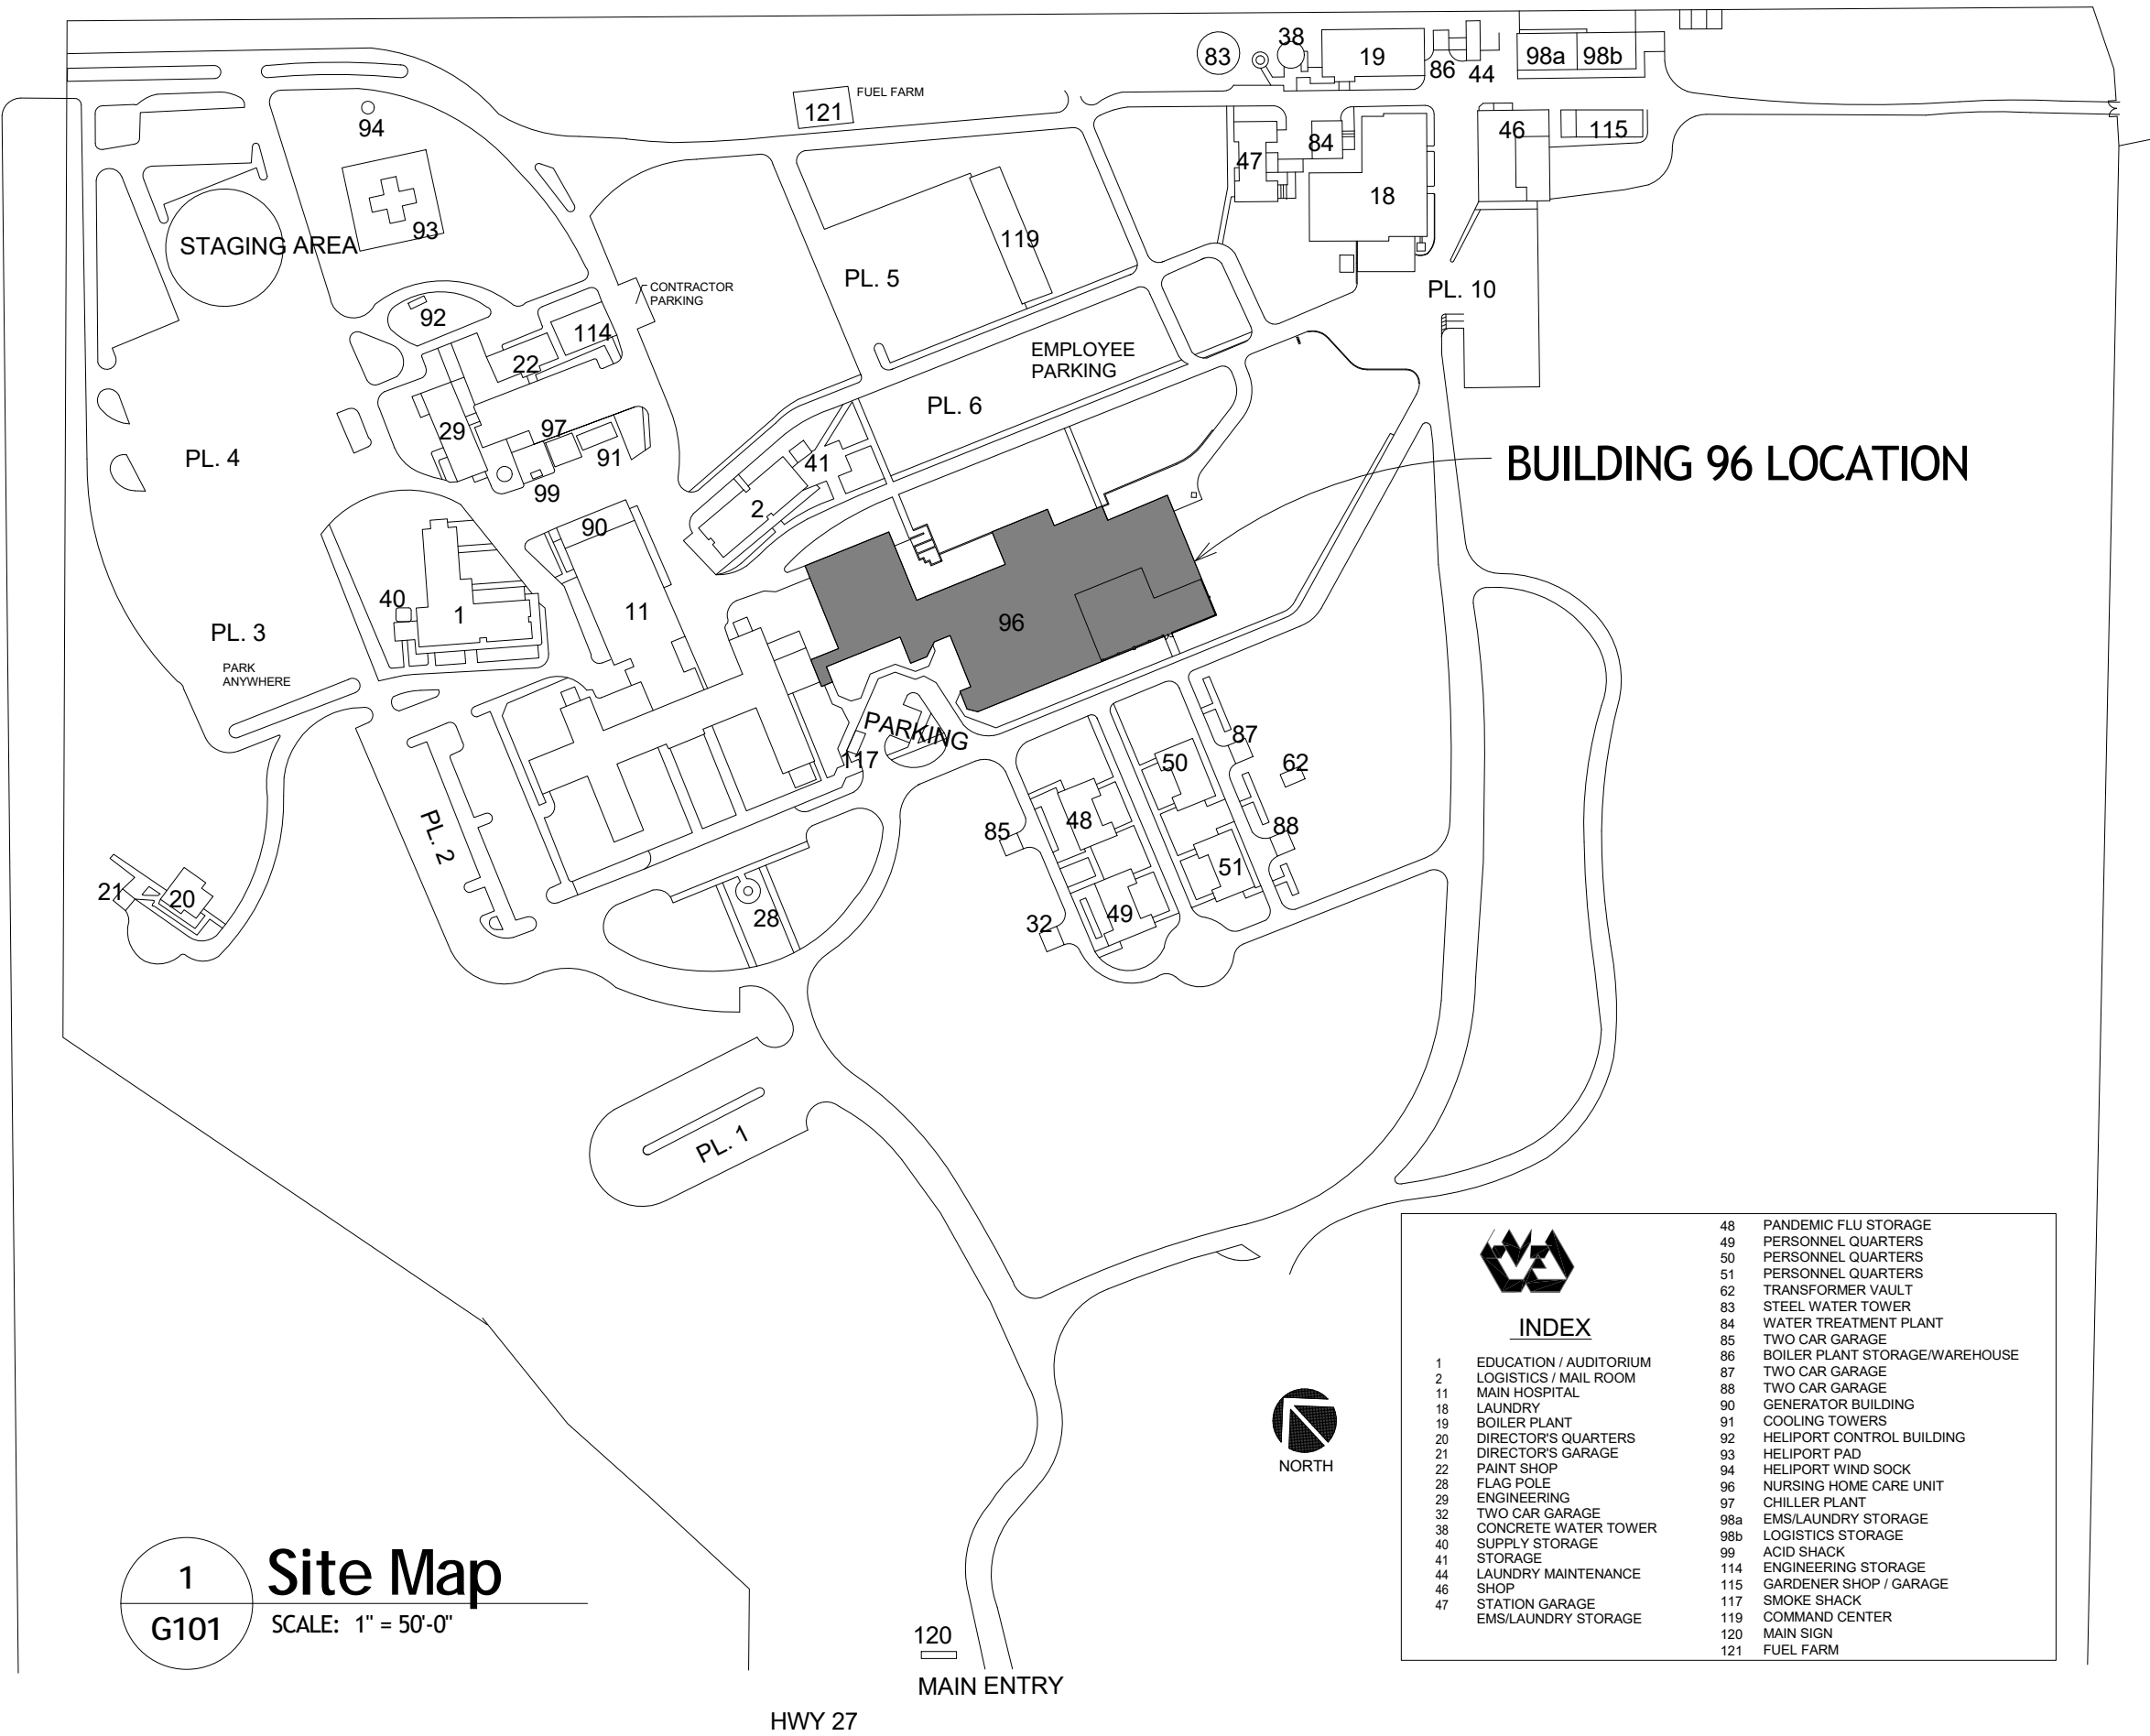 83
38
19
86
44
98a
98b
121
FUEL FARM
94
84
46
115
47
18
93
STAGING AREA
119
PL. 5
CONTRACTOR
PARKING
PL. 10
92
114
22
EMPLOYEE
PARKING
PL. 6
29
97
91
41
PL. 4
BUILDING 96 LOCATION
99
2
90
40
1
11
96
PL. 3
PARK
ANYWHERE
PARKING
117
87
50
62
PL. 2
85
48
88
51
21
20
28
32
49
PL. 1
INDEX
1 EDUCATION / AUDITORIUM
2 LOGISTICS / MAIL ROOM
11 MAIN HOSPITAL
18 LAUNDRY
19 BOILER PLANT
20 DIRECTOR'S QUARTERS
21 DIRECTOR'S GARAGE
22 PAINT SHOP
28 FLAG POLE
29 ENGINEERING
32 TWO CAR GARAGE
38 CONCRETE WATER TOWER
40 SUPPLY STORAGE
41 STORAGE
44 LAUNDRY MAINTENANCE
46 SHOP
47 STATION GARAGE
EMS/LAUNDRY STORAGE
48 PANDEMIC FLU STORAGE
49 PERSONNEL QUARTERS
50 PERSONNEL QUARTERS
51 PERSONNEL QUARTERS
62 TRANSFORMER VAULT
83 STEEL WATER TOWER
84 WATER TREATMENT PLANT
85 TWO CAR GARAGE
86 BOILER PLANT STORAGE/WAREHOUSE
87 TWO CAR GARAGE
88 TWO CAR GARAGE
90 GENERATOR BUILDING
91 COOLING TOWERS
92 HELIPORT CONTROL BUILDING
93 HELIPORT PAD
94 HELIPORT WIND SOCK
96 NURSING HOME CARE UNIT
97 CHILLER PLANT
98a EMS/LAUNDRY STORAGE
98b LOGISTICS STORAGE
99 ACID SHACK
114 ENGINEERING STORAGE
115 GARDENER SHOP / GARAGE
117 SMOKE SHACK
119 COMMAND CENTER
120 MAIN SIGN
121 FUEL FARM
NORTH
1
G101
Site Map
SCALE: 1" = 50'-0"
120
MAIN ENTRY
HWY 27